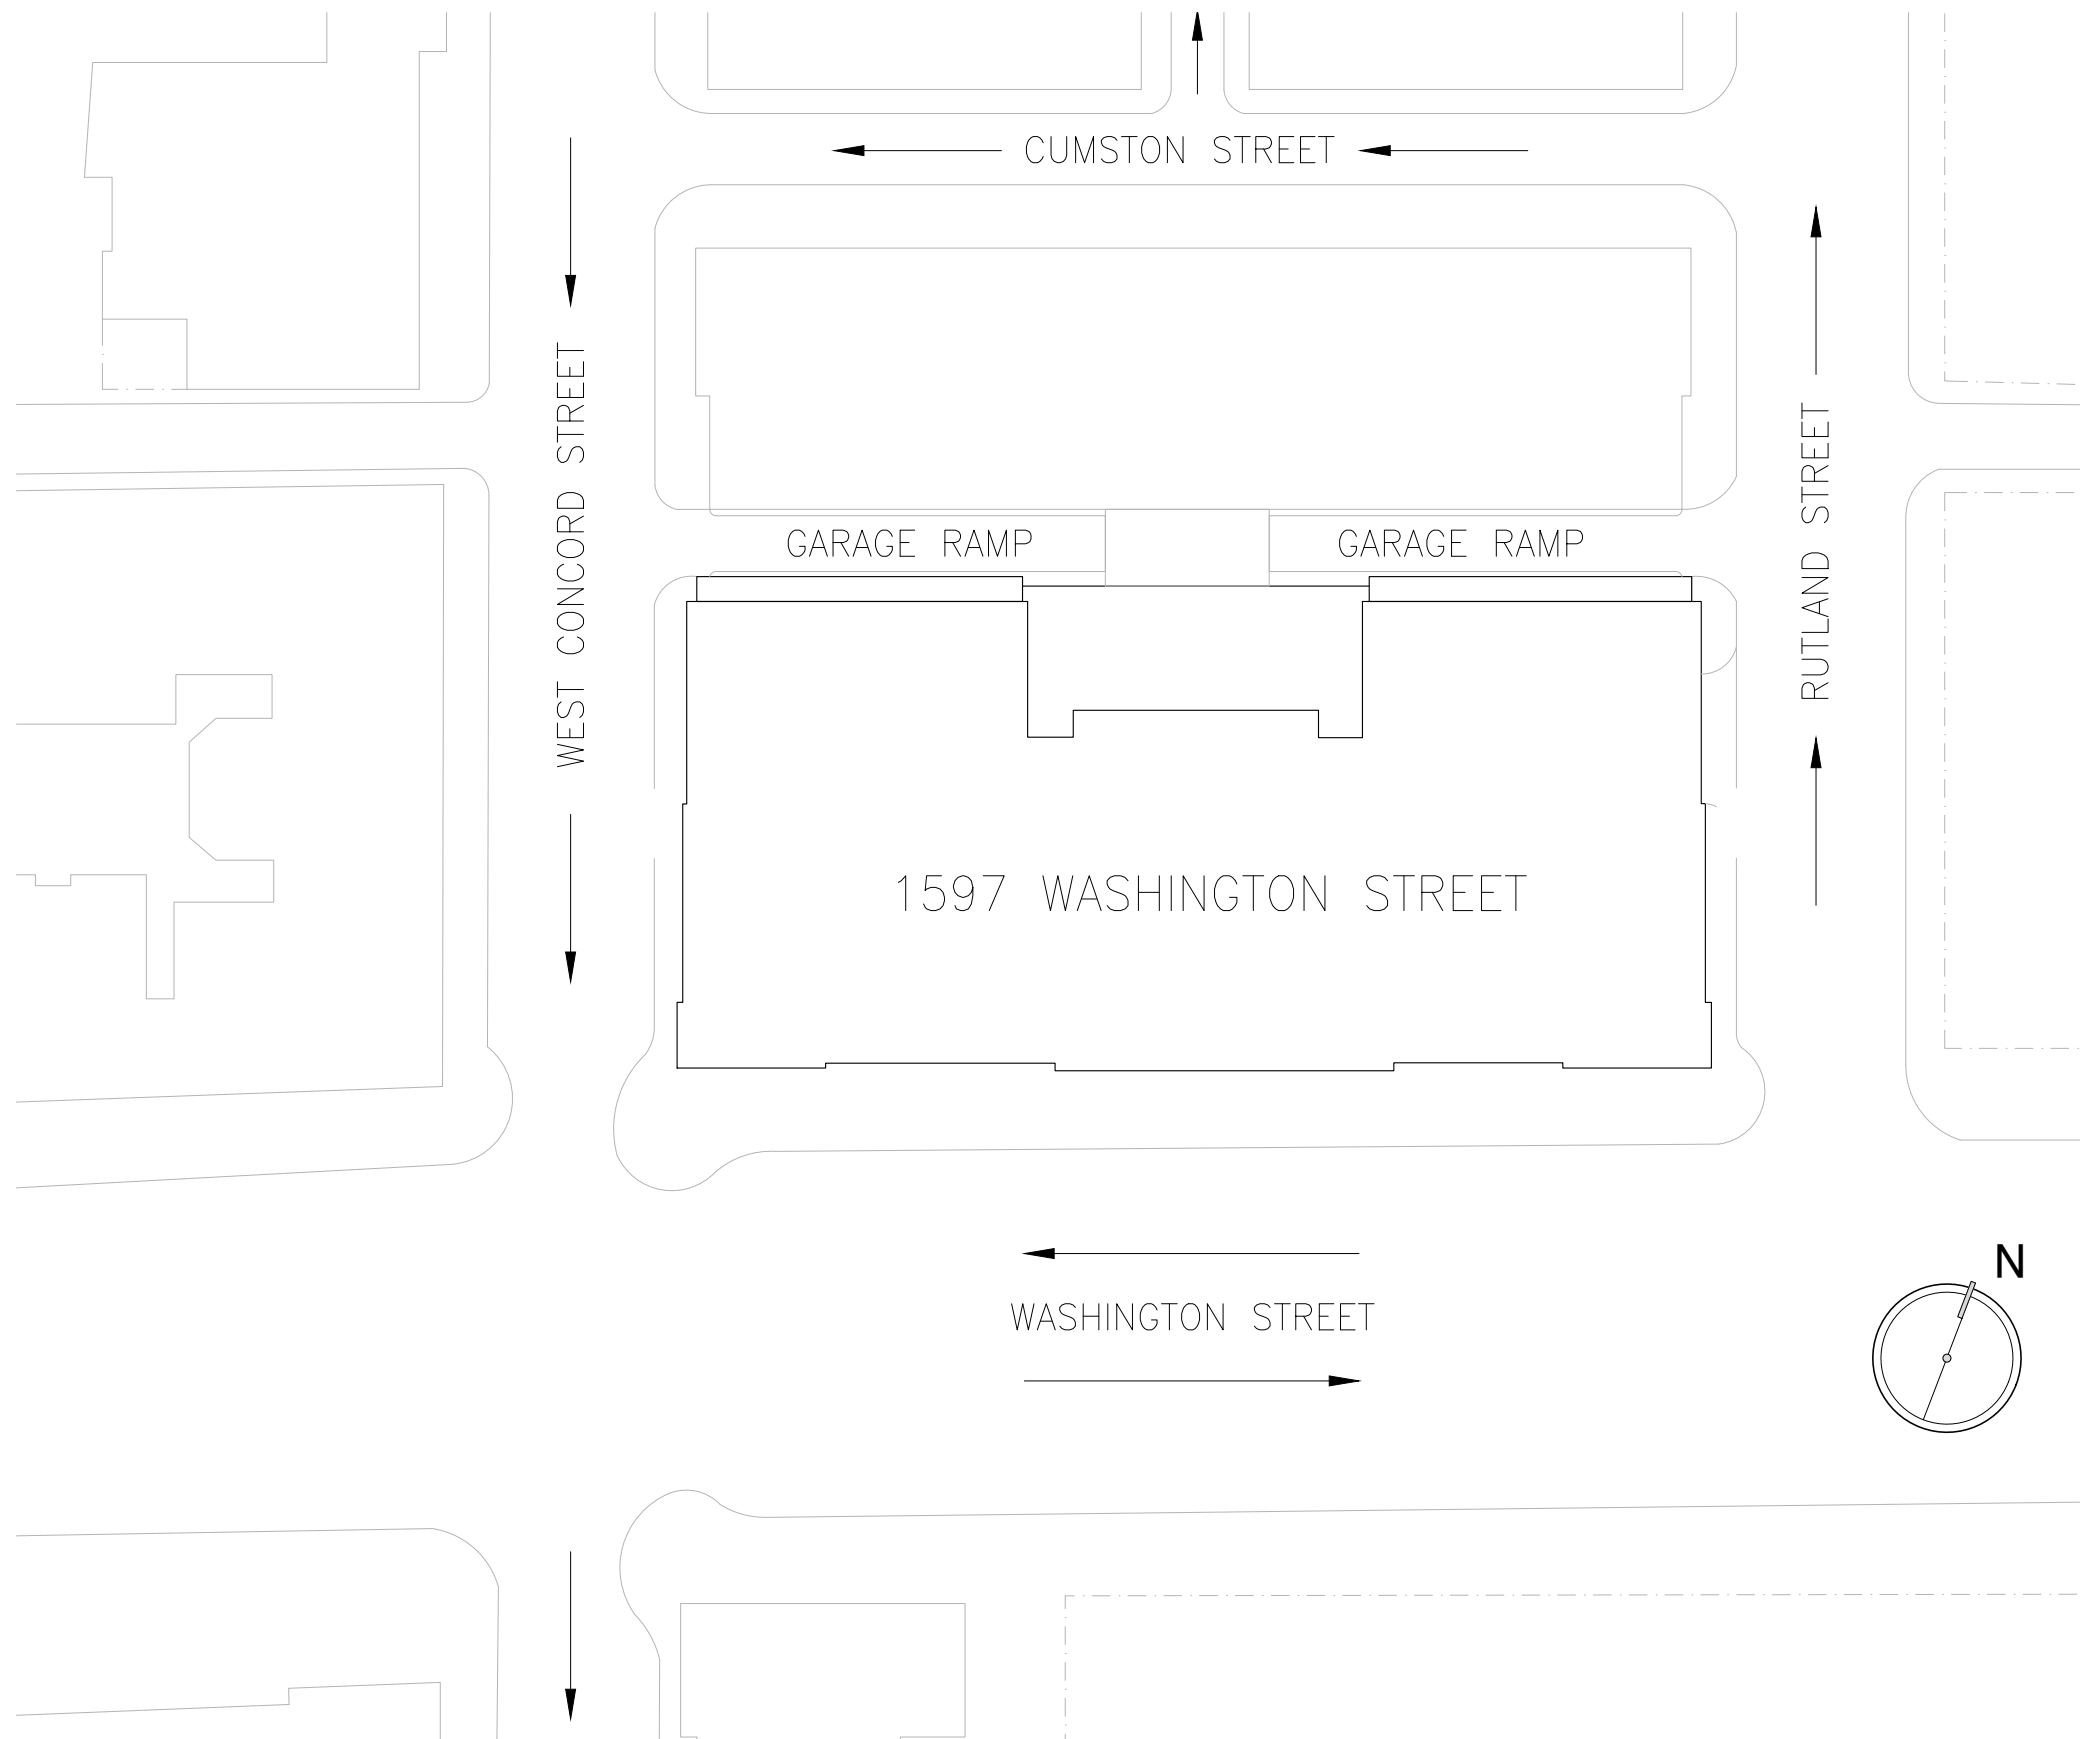 CUMSTON STREET
WEST CONCORD STREET
RUTLAND STREET
GARAGE RAMP
GARAGE RAMP
1597 WASHINGTON STREET
N
WASHINGTON STREET